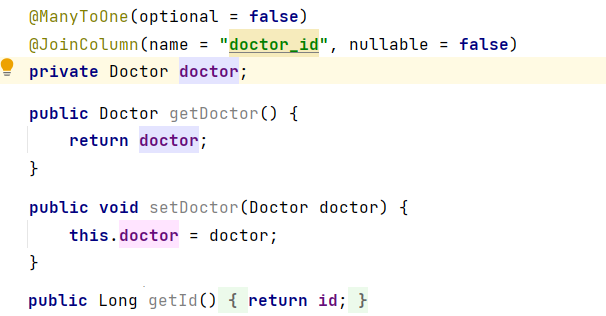 @ManyToOne(optional = false)
@JoinColumn(name = "doctor_id", nullable = false)
private Doctor doctor;
public Doctor getDoctor() {
return doctor;
}
public void setDoctor(Doctor doctor) {
this.doctor = doctor;
}
public Long getId() { return id; }